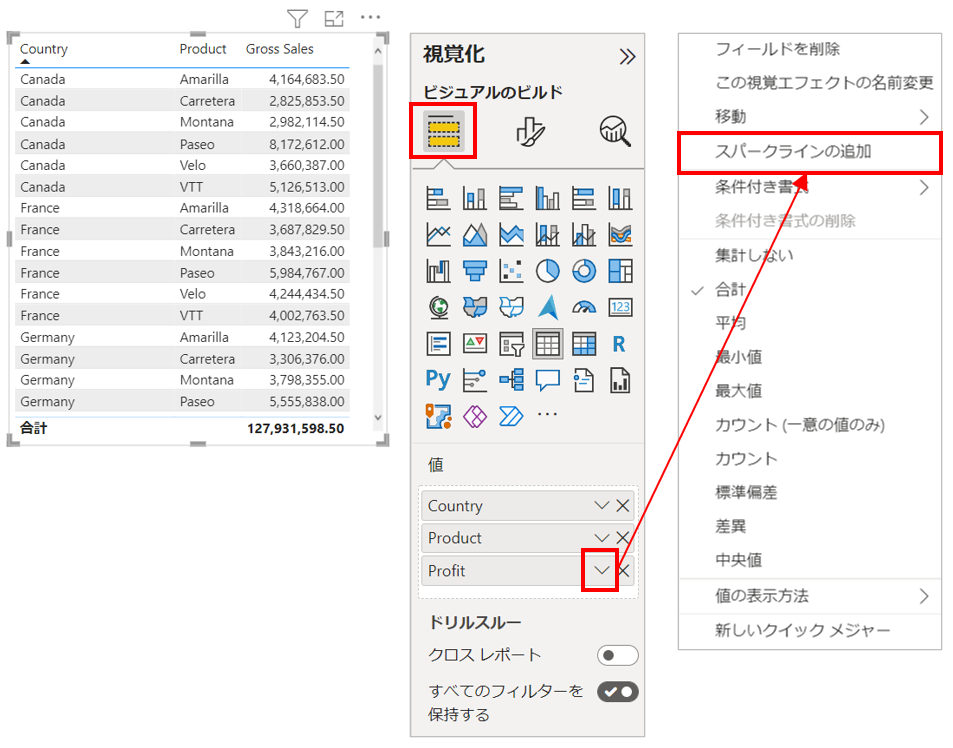 Country Product Gross Sales
Canada Amarilla 4,164,683.50
Canada Carretera 2,825,853.50
Canada Montana 2,982,114.50
Canada Paseo 8,172,612.00
Canada Velo 3,660,387.00
Canada VTT 5,126,513.00
France Amarilla 4,318,664.00
France Carretera 3,687,829.50
France Montana 3,843,216.00
France Paseo 5,984,767.00
France Velo 4,244,434.50
France VTT 4,002,763.50
Germany Amarilla 4,123,204.50
Germany Carretera 3,306,376.00
Germany Montana 3,798,355.00
Germany Paseo 5,555,838.00
合計 127,931,598.50
視覚化
ビジュアルのビルド
123
R
Py
値
Country
Product
Profit
ドリルスルー
クロス レポート
すべてのフィルターを
保持する
フィールドを削除
この視覚エフェクトの名前変更
移動
スパークラインの追加
条件付き書式
条件付き書式の削除
集計しない
合計
平均
最小値
最大値
カウント (一意の値のみ)
カウント
標準偏差
差異
中央値
値の表示方法
新しいクイック メジャー